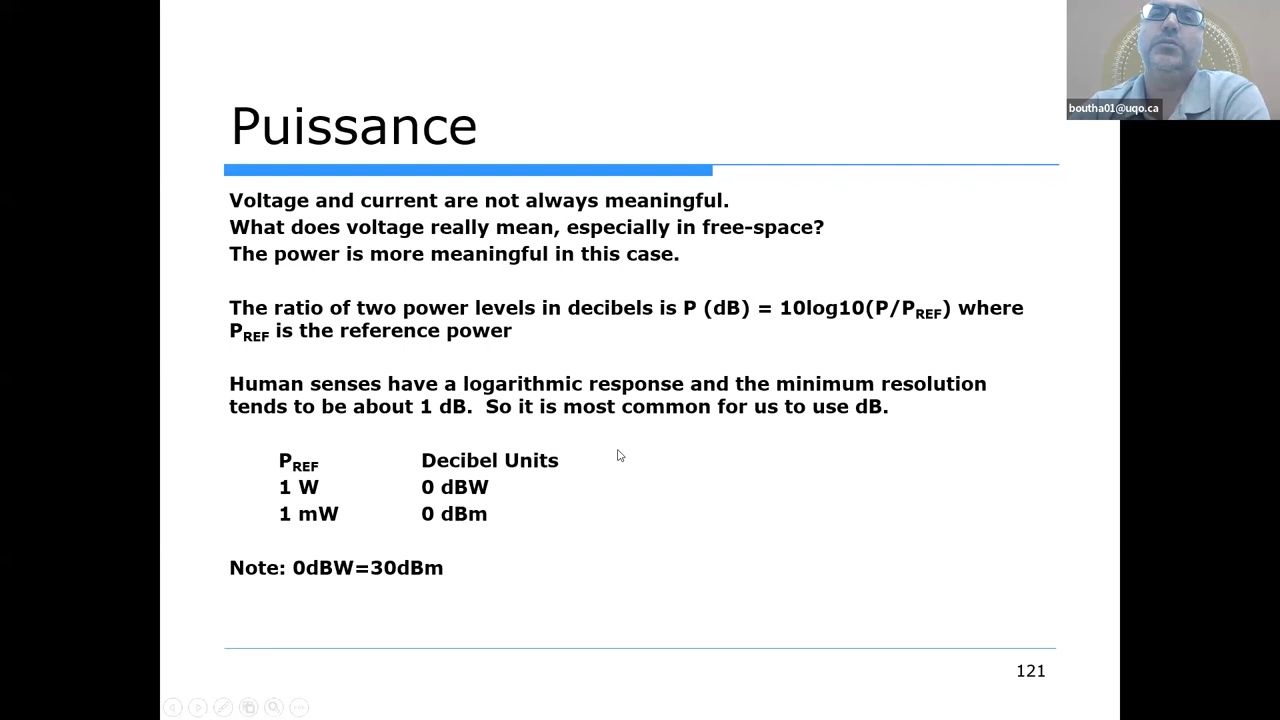 boutha01@uqo.ca
Puissance
Voltage and current are not always meaningful.
What does voltage really mean, especially in free-space?
The power is more meaningful in this case.
The ratio of two power levels in decibels is P (dB) = 10log10(P/PREF) where
PREF is the reference power
Human senses have a logarithmic response and the minimum resolution
tends to be about 1 dB.  So it is most common for us to use dB.
PREF Decibel Units
1 W 0 dBW
1 mW 0 dBm
Note: 0dBW=30dBm
121